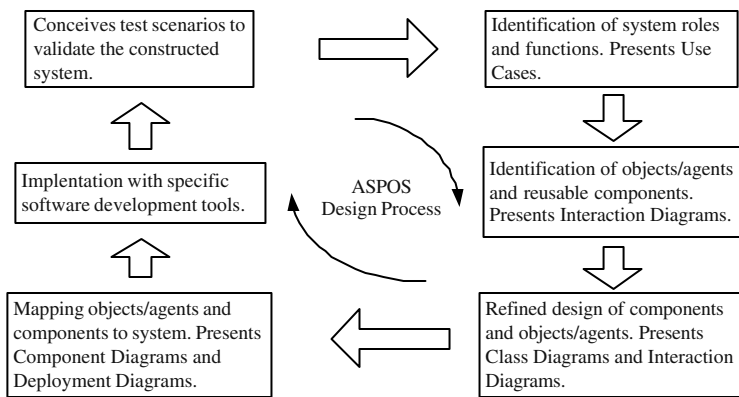 Conceives test scenarios to
validate the constructed
system.
Identification of system roles
and functions. Presents Use
Cases.
Identification of objects/agents
and reusable components.
Presents Interaction Diagrams.
Refined design of components
and objects/agents. Presents
Class Diagrams and Interaction
Diagrams.
Mapping objects/agents and
components to system. Presents
Component Diagrams and
Deployment Diagrams.
Implentation with specific
software development tools.
ASPOS
Design Process